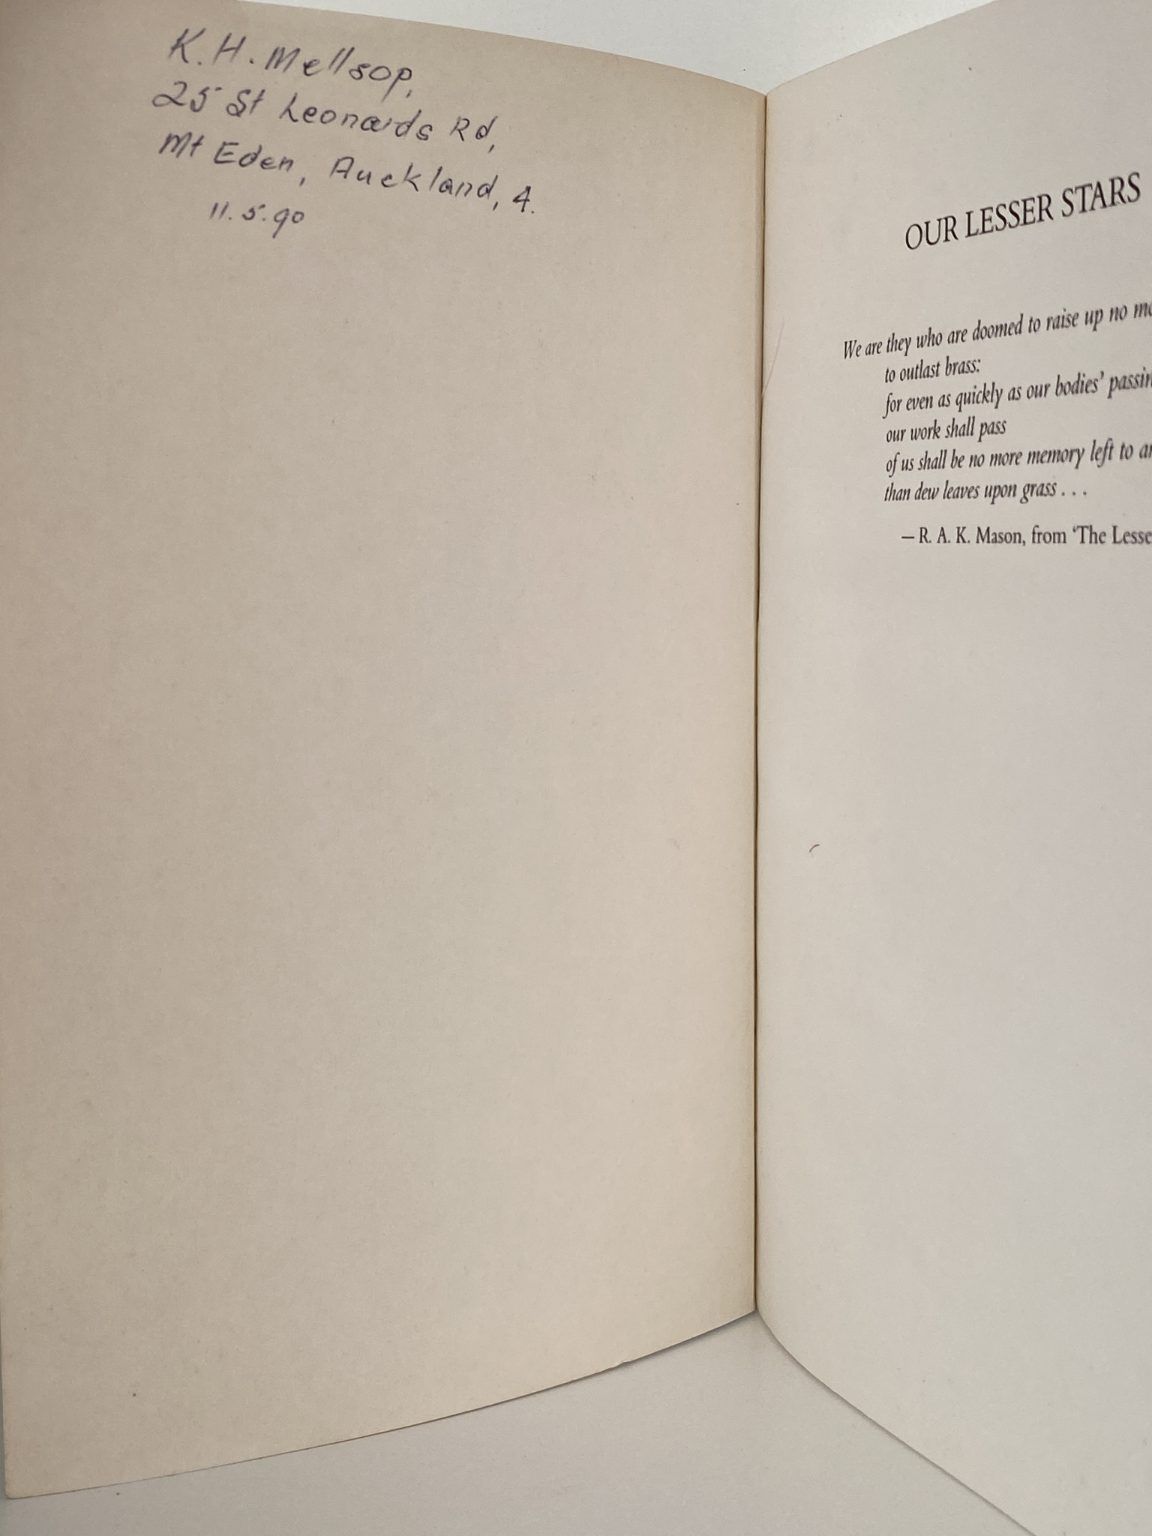 K.H. Mellsop,
25 St Leonards Rd,
Mt Eden, Auckland, 4.
11.5.90
OUR LESSER STARS
We are they who are doomed to raise up no
to outlast brass:
for even as quickly as our bodies’
our work shall pass
of us shall be no more memory left to
than dew leaves upon grass . . .
– R. A. K. Mason, from ‘The